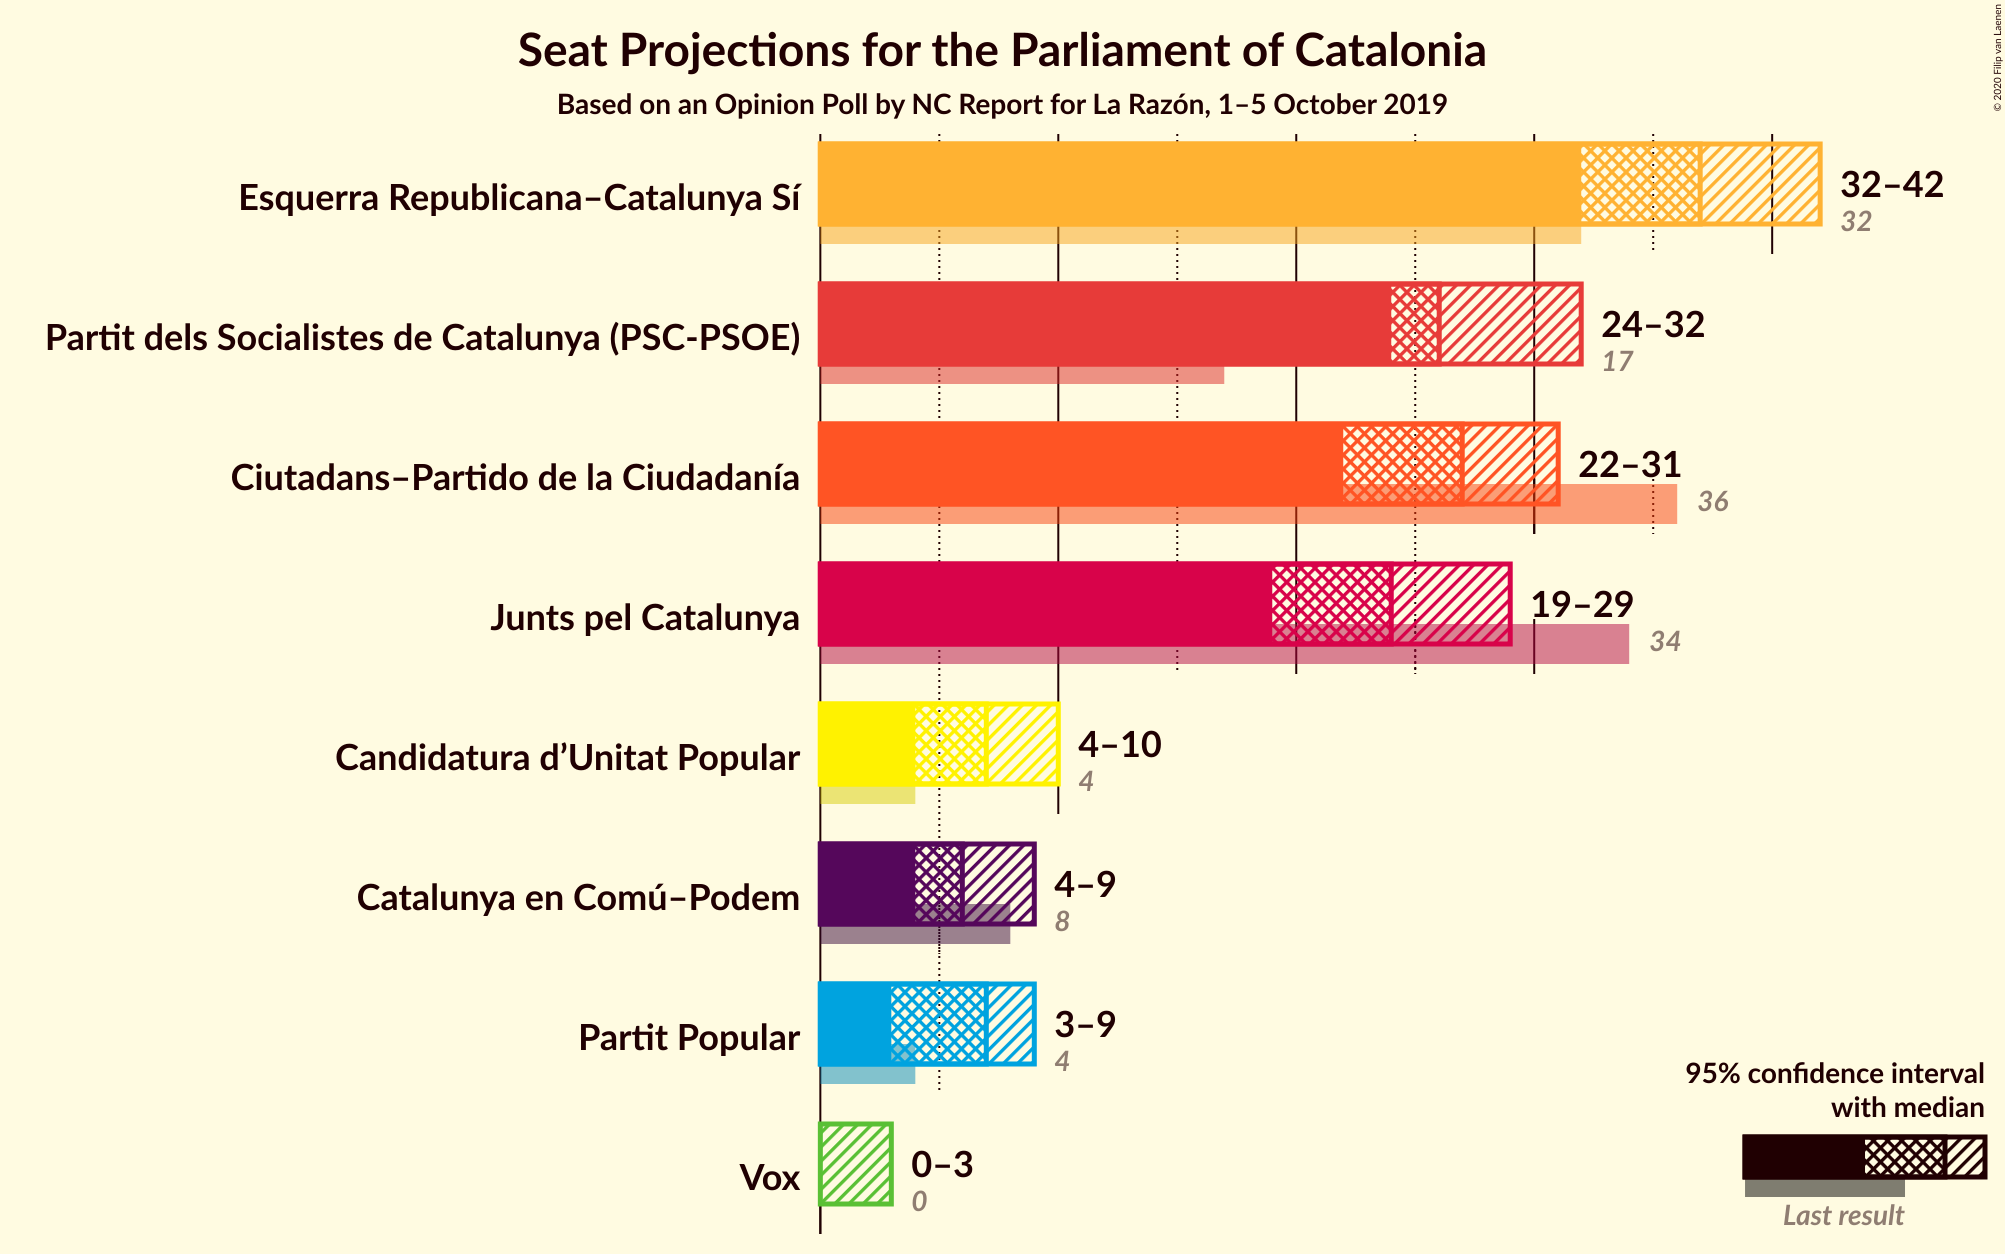 Seat Projections for the Parliament of Catalonia
Based on an Opinion Poll by NC Report for La Razón, 1–5 October 2019
© 2020 Filip van Laenen
Esquerra Republicana–Catalunya Sí
32–42
32
Partit dels Socialistes de Catalunya (PSC-PSOE)
24–32
17
Ciutadans–Partido de la Ciudadanía
22–31
36
Junts pel Catalunya
19–29
34
Candidatura d’Unitat Popular
4–10
4
Catalunya en Comú–Podem
4–9
8
Partit Popular
3–9
4
Vox
0–3
0
95% confidence interval
with median
Last result